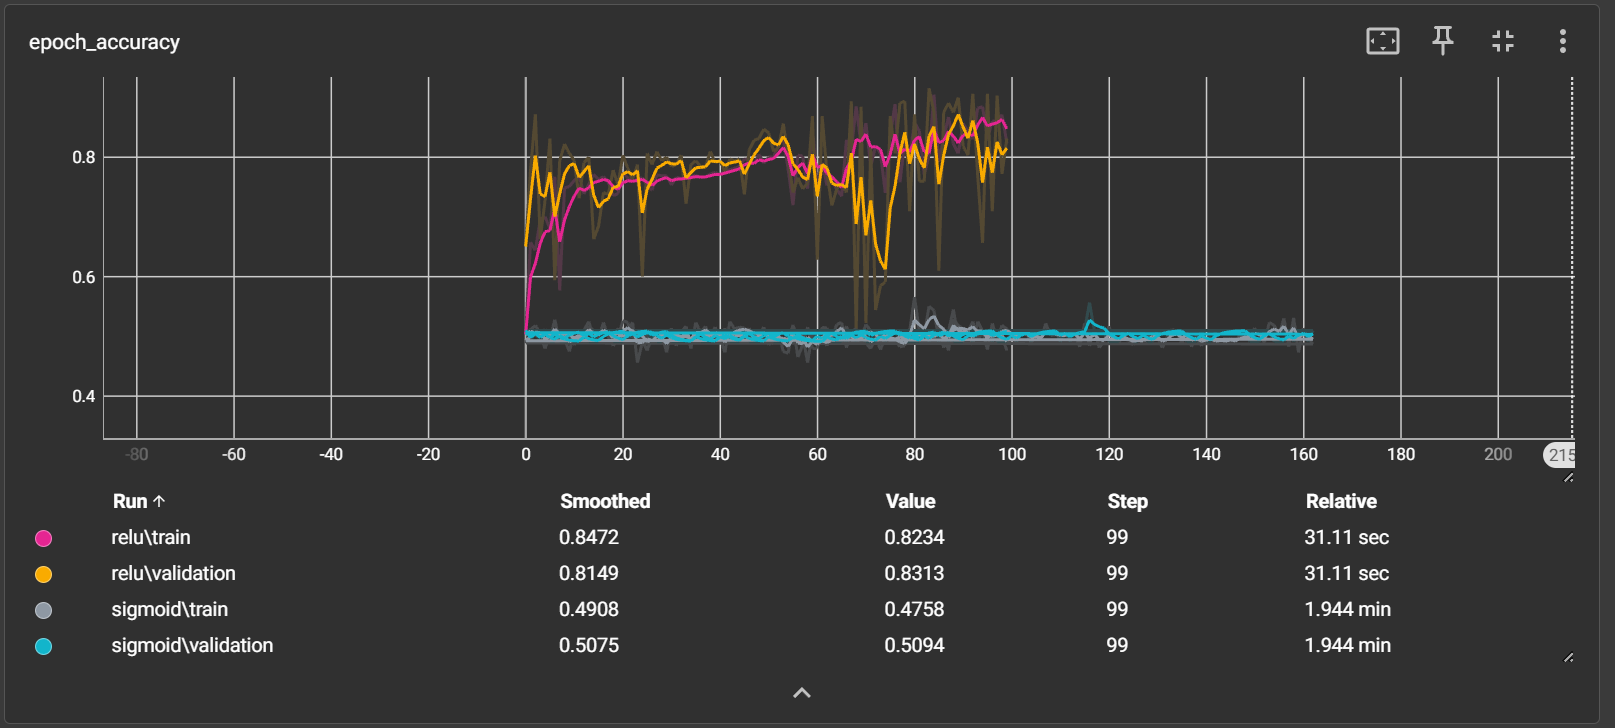 epoch_accuracy
0.8
0.6
0.4
-80 -60 -40 -20 0 20 40 60 80 100 120 140 160 180 200 215
Run Smoothed Value Step Relative
relu\train 0.8472 0.8234 99 31.11 sec
relu\validation 0.8149 0.8313 99 31.11 sec
sigmoid\train 0.4908 0.4758 99 1.944 min
sigmoid\validation 0.5075 0.5094 99 1.944 min